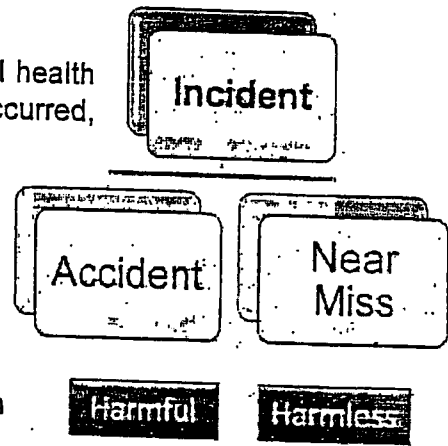 health
ccurred,
Incident
Accident
Near
Miss
Harmful
Harmless